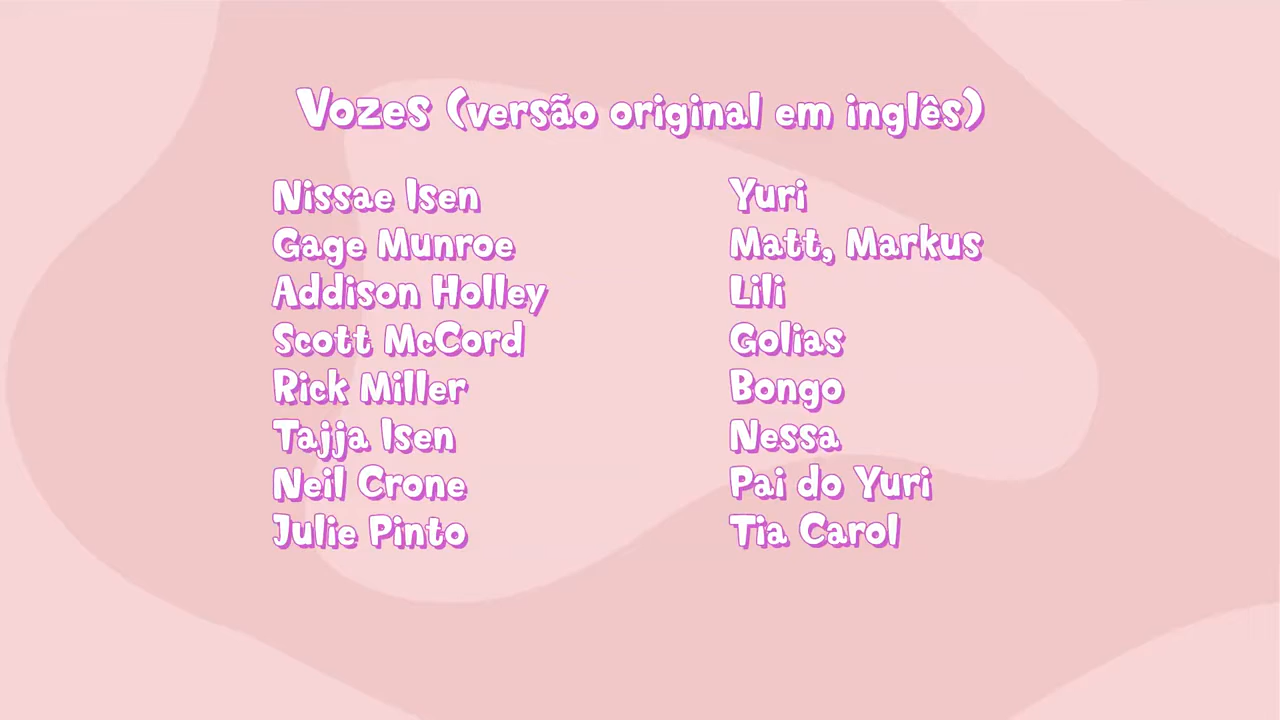 Vozes (versão original em inglês)
Nissae Isen Yuri
Gage Munroe Matt, Markus
Addison Holley Lili
Scott McCord Golias
Rick Miller Bongo
Tajja Isen Nessa
Neil Crone Pai do Yuri
Julie Pinto Tia Carol